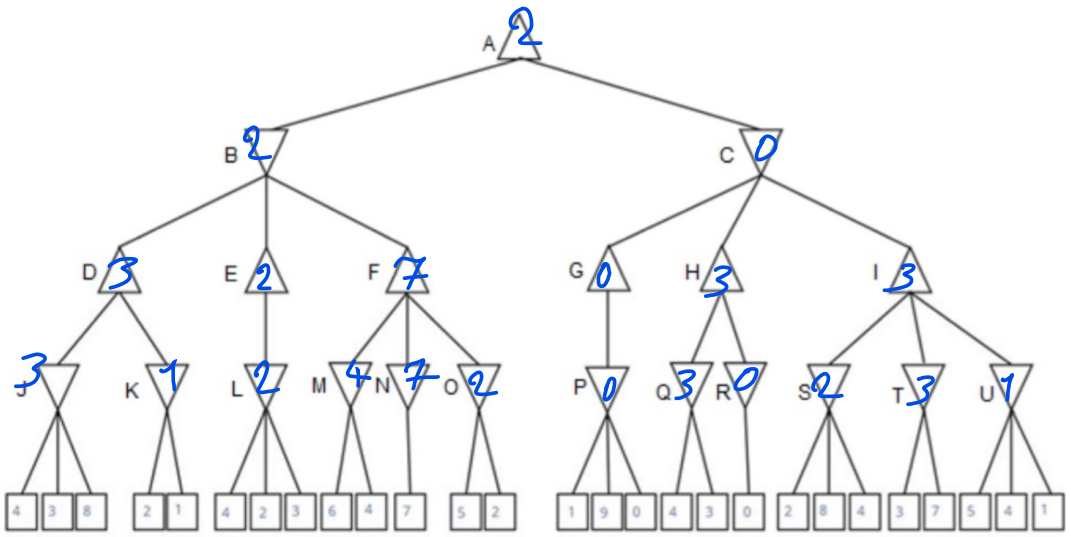 A 2
B 2 C 0
D 3 E 2 F 7 G 0 H 3 I 3
J 3 K 1 L 2 M 4 N 7 O 2 P 0 Q 3 R 0 S 2 T 3 U 1
4 3 8 2 1 4 2 3 6 4 7 5 2 1 9 0 4 3 0 2 8 4 3 7 5 4 1